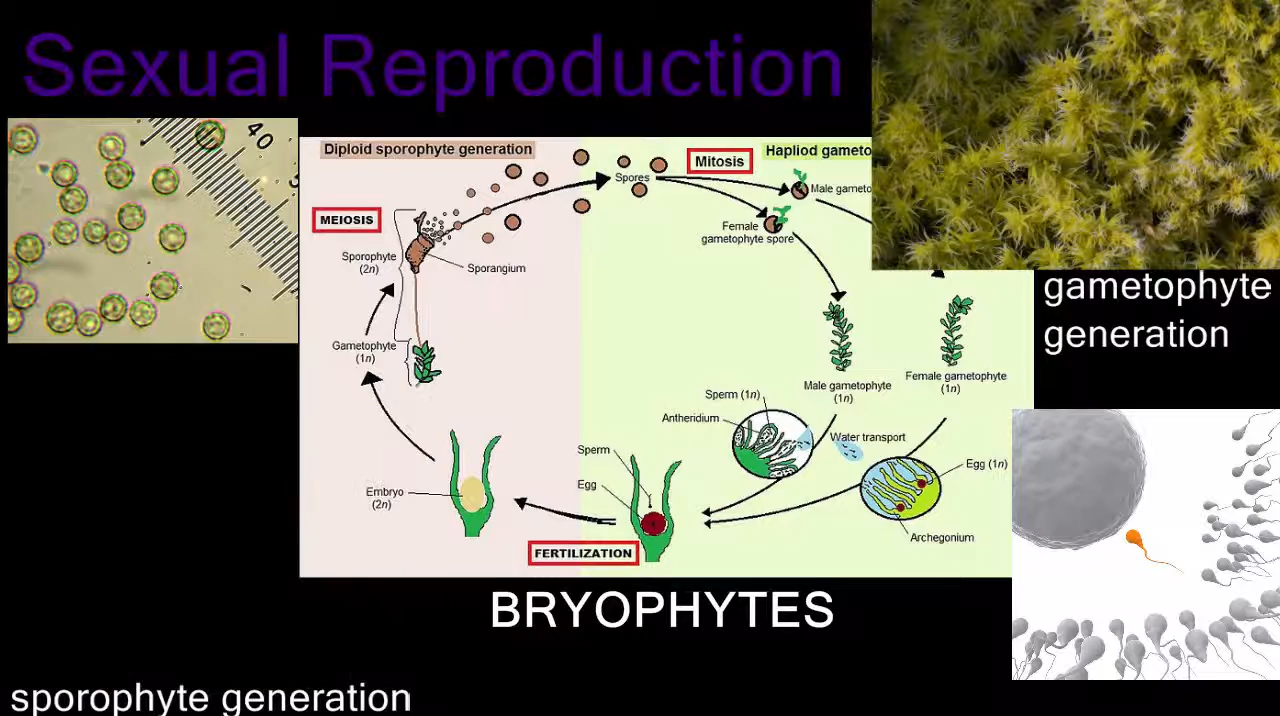 Sexual Reproduction
40
Diploid sporophyte generation
Hapliod gameto
Mitosis
Spores
Male gameto
MEIOSIS
Female
gametophyte spore
Sporophyte
(2n)
Sporangium
gametophyte
generation
Gametophyte
(1n)
Male gametophyte
(1n)
Female gametophyte
(1n)
Sperm (1n)
Antheridium
Water transport
Sperm
Egg
Egg (1n)
Embryo
(2n)
Archegonium
FERTILIZATION
BRYOPHYTES
sporophyte generation